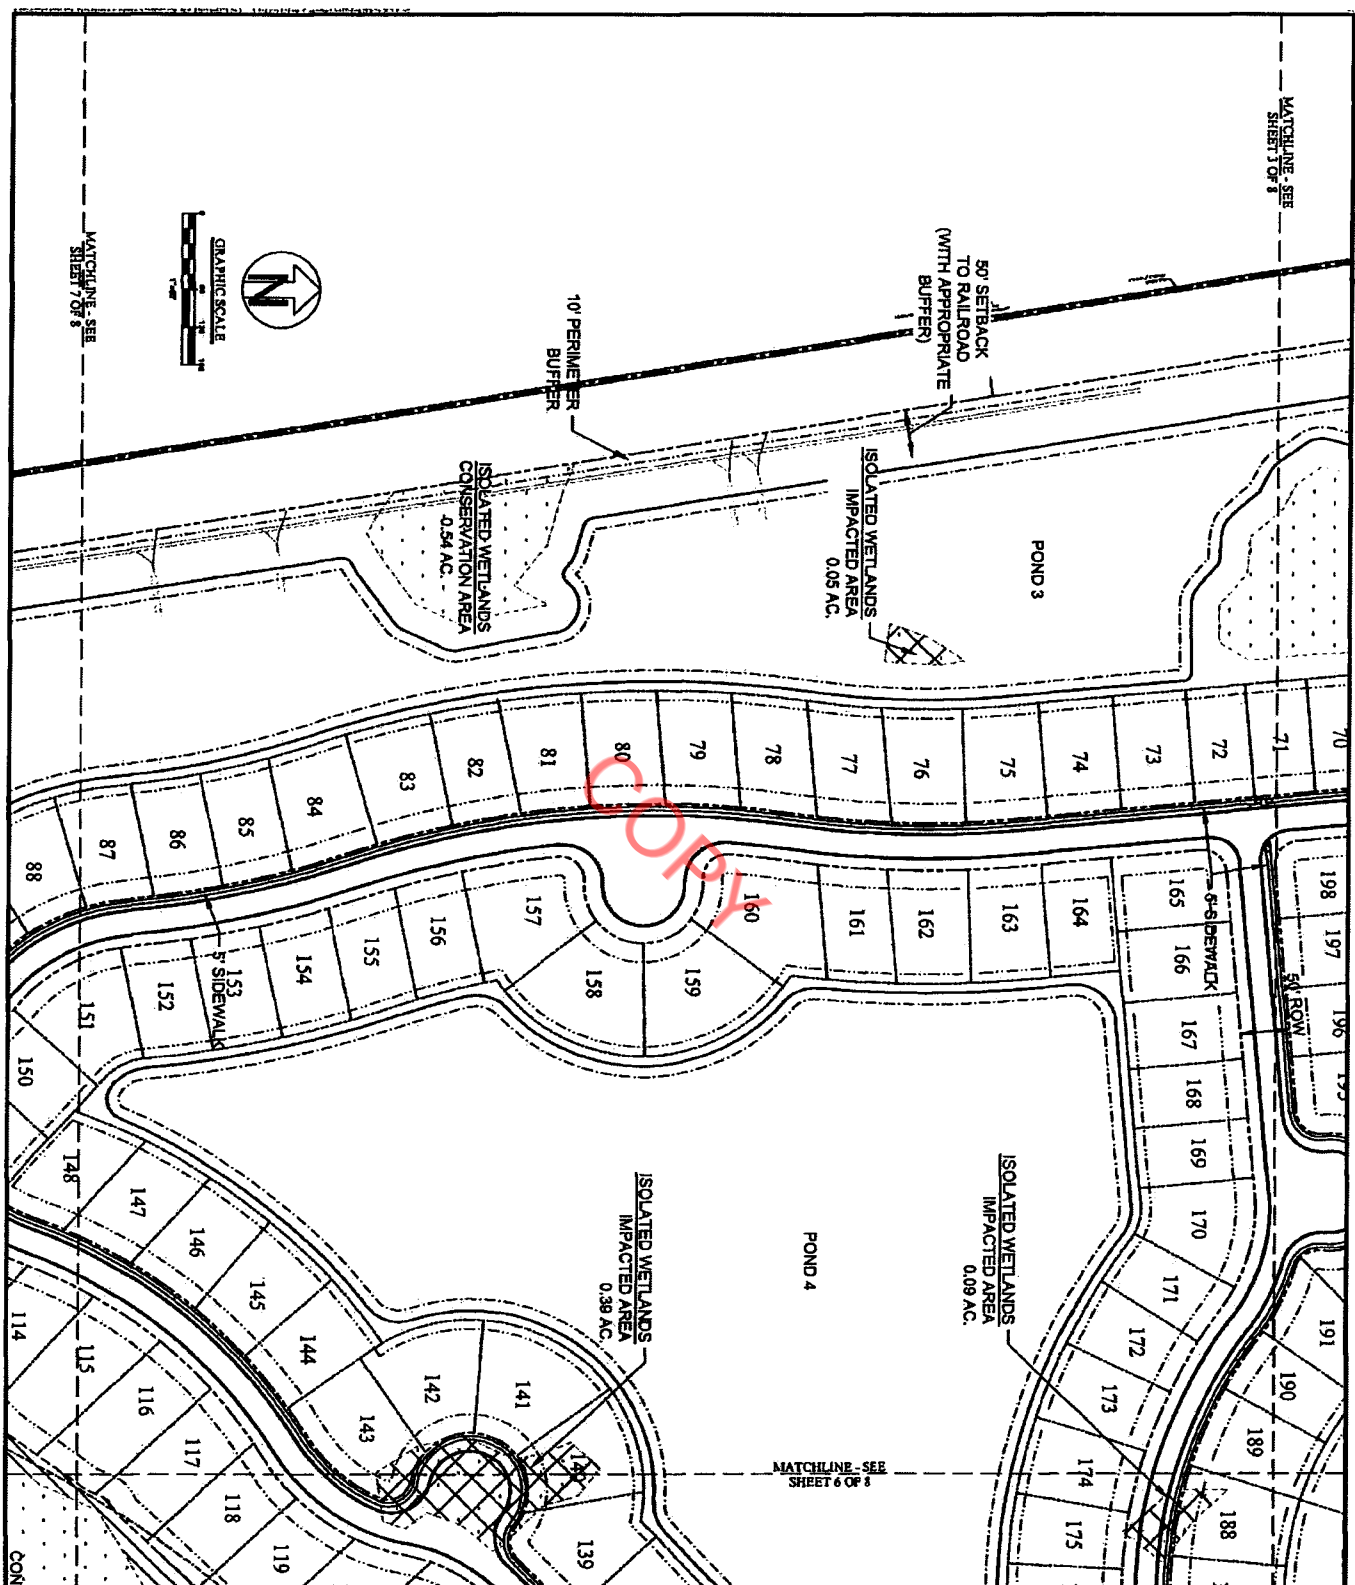 MATCHLINE - SEE
SHEET 3 OF 8
50' SETBACK
TO RAILROAD
(WITH APPROPRIATE
BUFFER)
MATCHLINE - SEE
SHEET 7 OF 8
GRAPHIC SCALE
N
10' PERIMETER
BUFFER
ISOLATED WETLANDS
CONSERVATION AREA
0.54 AC.
ISOLATED WETLANDS
IMPACTED AREA
0.05 AC.
POND 3
70
71
72
73
74
75
76
77
78
79
80
81
82
83
84
85
86
87
88
COPY
198
197
196
195
50' ROW
5' SIDEWALK
165
166
167
168
169
170
171
172
173
174
175
164
163
162
161
160
159
158
157
156
155
154
153
5' SIDEWALK
152
151
150
148
147
146
145
144
143
142
141
139
ISOLATED WETLANDS
IMPACTED AREA
0.39 AC.
POND 4
ISOLATED WETLANDS
IMPACTED AREA
0.09 AC.
MATCHLINE - SEE
SHEET 6 OF 8
191
190
189
188
114
115
116
117
118
119
CON